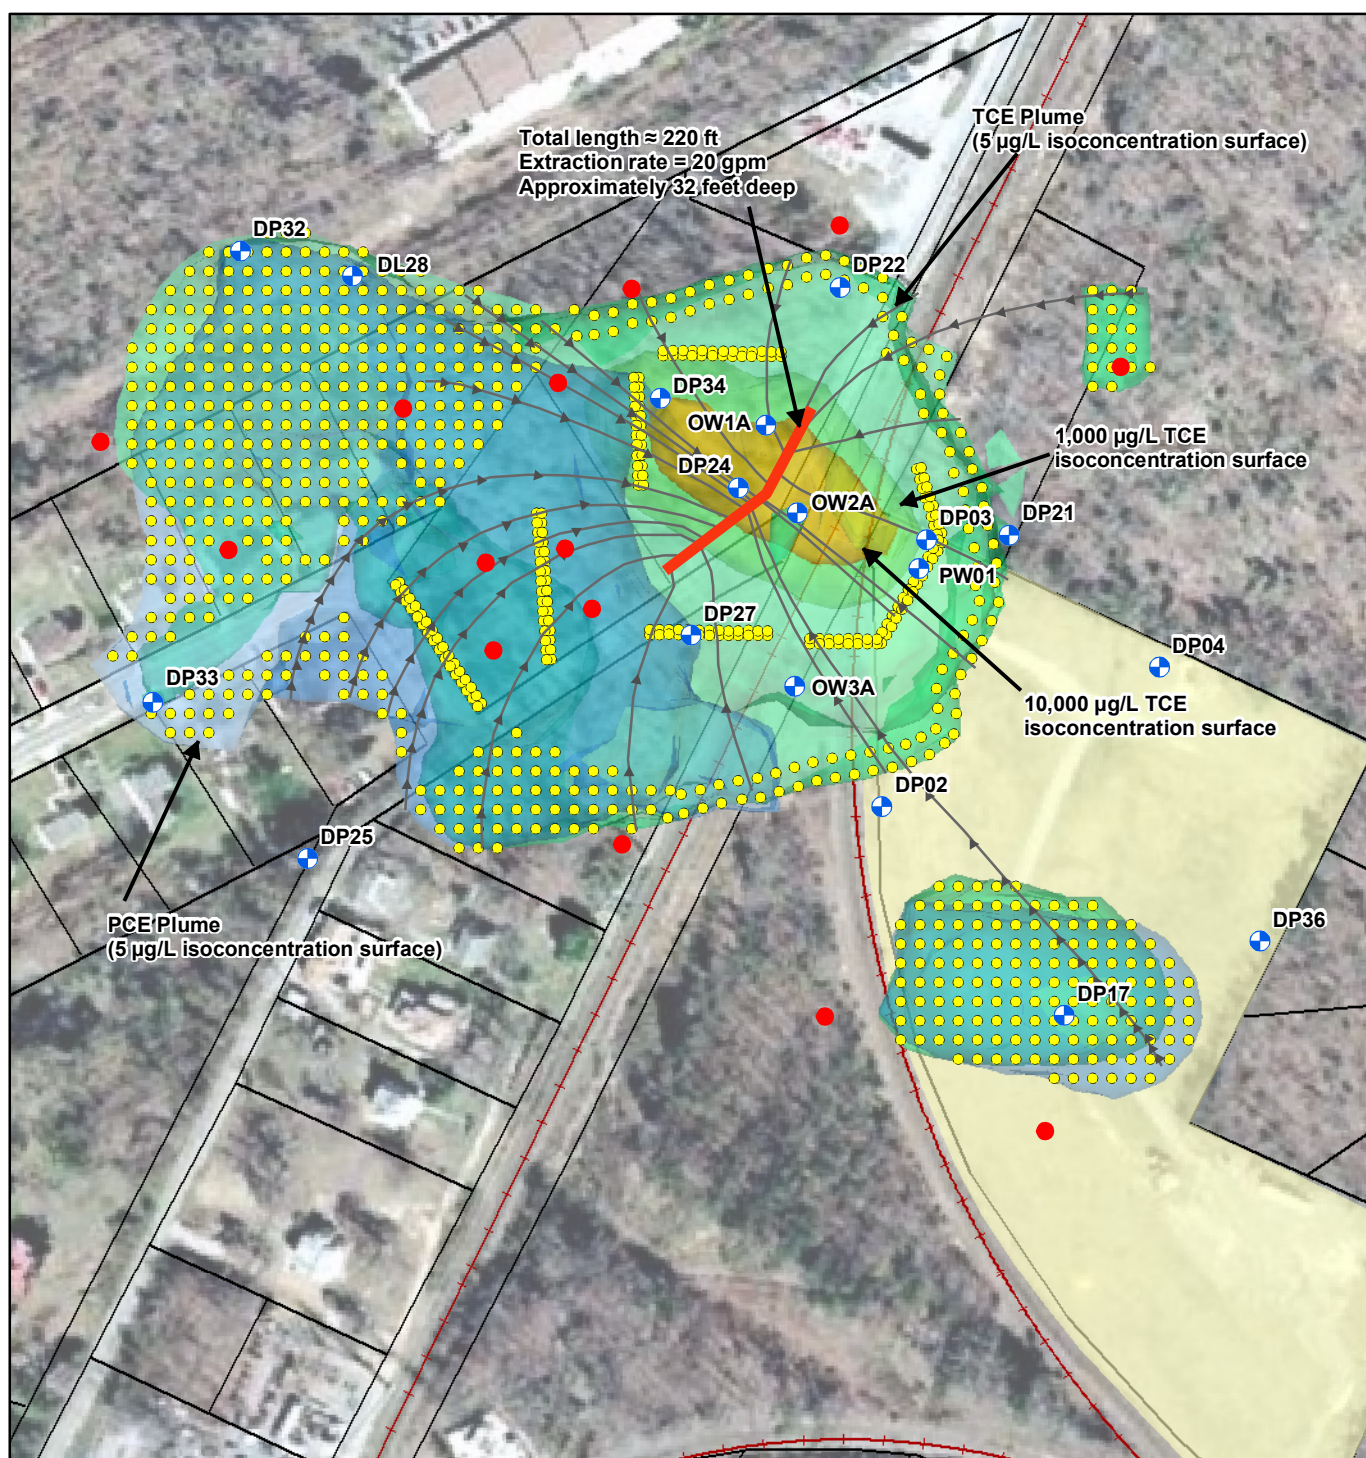 TCE Plume
(5 µg/L isoconcentration surface)
Total length ≈ 220 ft
Extraction rate = 20 gpm
Approximately 32 feet deep
DP32
DL28
DP22
DP34
OW1A
DP24
1,000 µg/L TCE
isoconcentration surface
OW2A
DP03
DP21
PW01
DP27
DP04
DP33
OW3A
10,000 µg/L TCE
isoconcentration surface
DP02
DP25
PCE Plume
(5 µg/L isoconcentration surface)
DP36
DP17